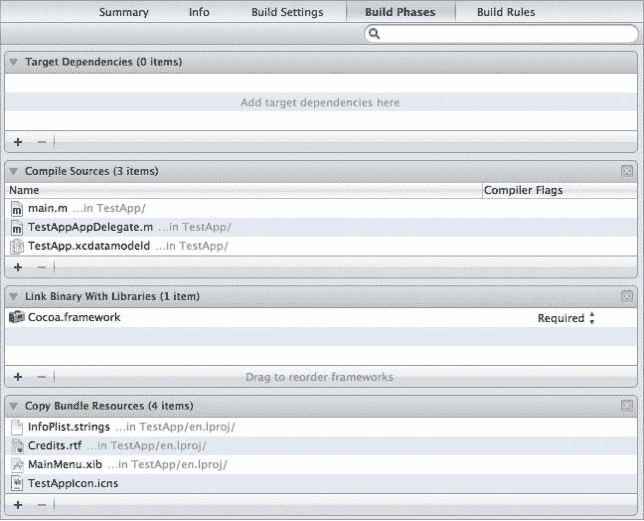 Summary Info Build Settings Build Phases Build Rules
Target Dependencies (0 items)
Add target dependencies here
+ −
Compile Sources (3 items)
Name Compiler Flags
m main.m ...in TestApp/
m TestAppAppDelegate.m ...in TestApp/
TestApp.xcdatamodeld ...in TestApp/
+ −
Link Binary With Libraries (1 item)
Cocoa.framework Required
+ − Drag to reorder frameworks
Copy Bundle Resources (4 items)
InfoPlist.strings ...in TestApp/en.lproj/
Credits.rtf ...in TestApp/en.lproj/
MainMenu.xib ...in TestApp/en.lproj/
TestAppIcon.icns
+ −